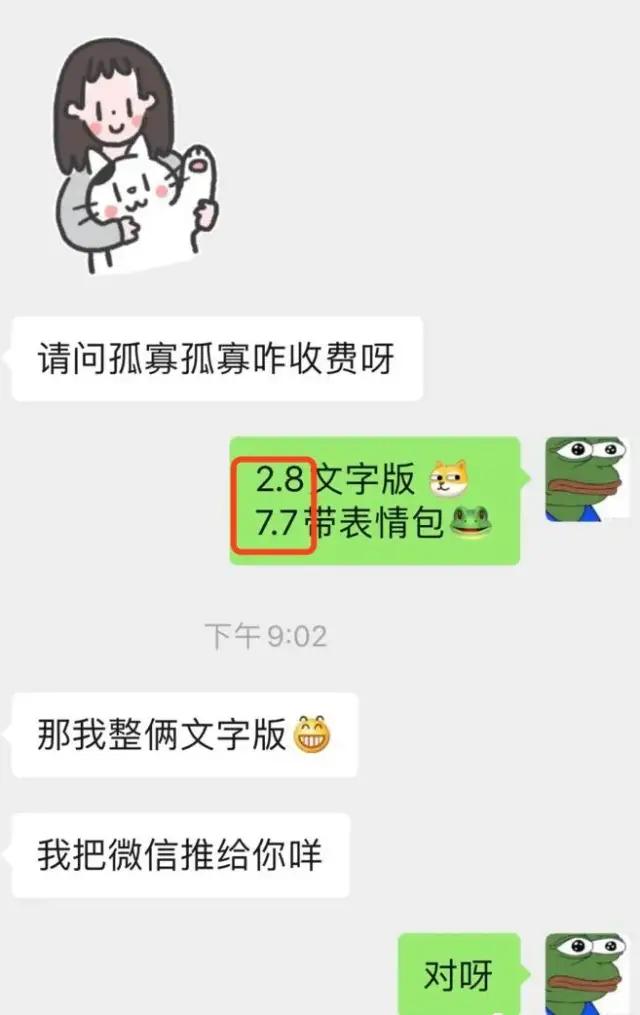 请问孤寡孤寡咋收费呀
2.8文字版
7.7带表情包
下午9:02
那我整俩文字版
我把微信推给你咩
对呀